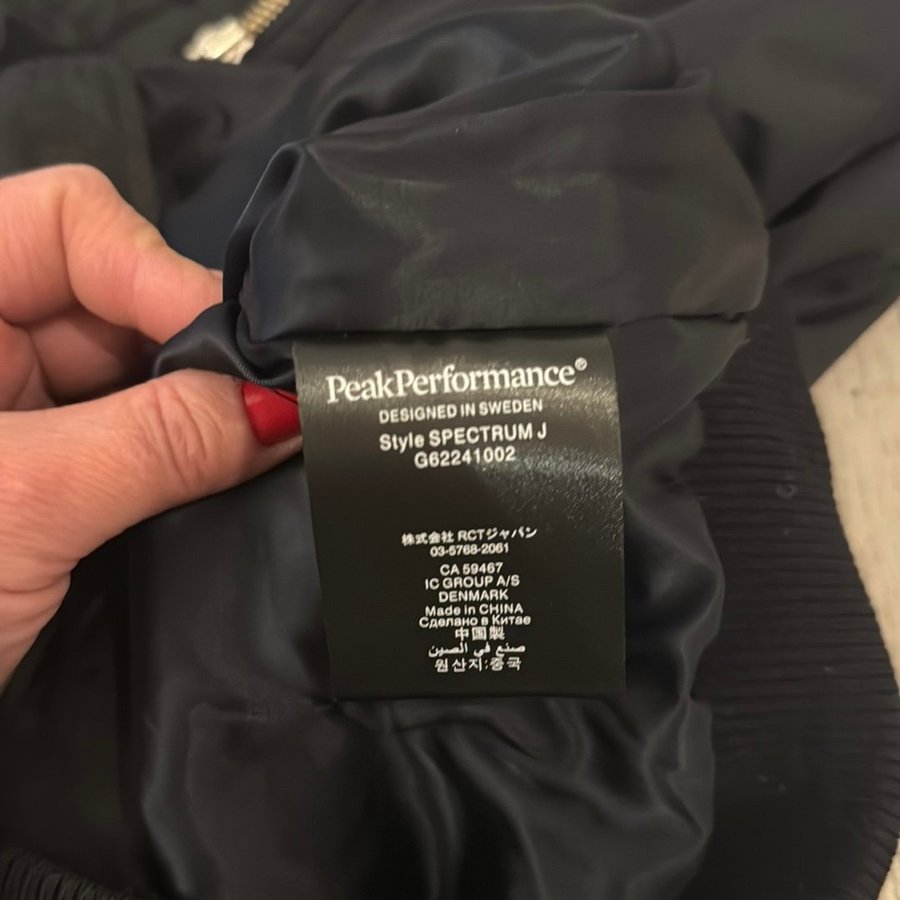 PeakPerformance®
DESIGNED IN SWEDEN
Style SPECTRUM J
G62241002
株式会社 RCTジャパン
03-5768-2061
CA 59467
IC GROUP A/S
DENMARK
Made in CHINA
Сделано в Китае
中国製
صنع في الصين
원산지:중국